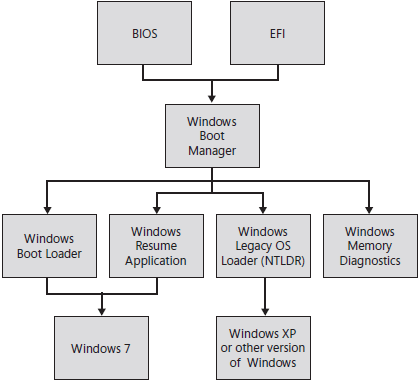 BIOS
EFI
Windows
Boot
Manager
Windows
Boot Loader
Windows
Resume
Application
Windows
Legacy OS
Loader (NTLDR)
Windows
Memory
Diagnostics
Windows 7
Windows XP
or other version
of Windows